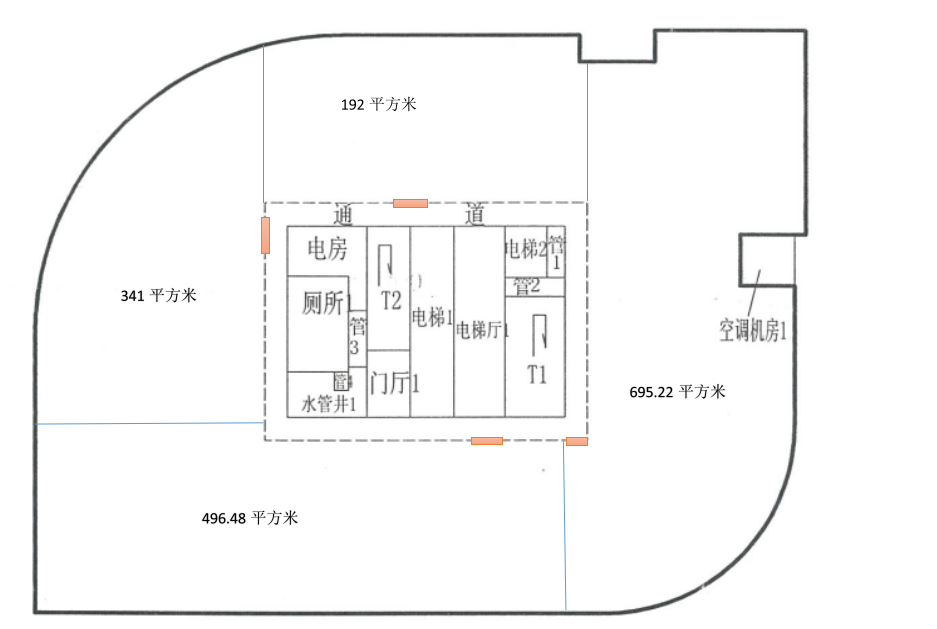 192 平方米
通 道
电房
电梯2
管1
厕所
T2
管2
341 平方米
电梯1
电梯厅1
管3
空调机房1
T1
门厅1
水管井1
695.22 平方米
496.48 平方米